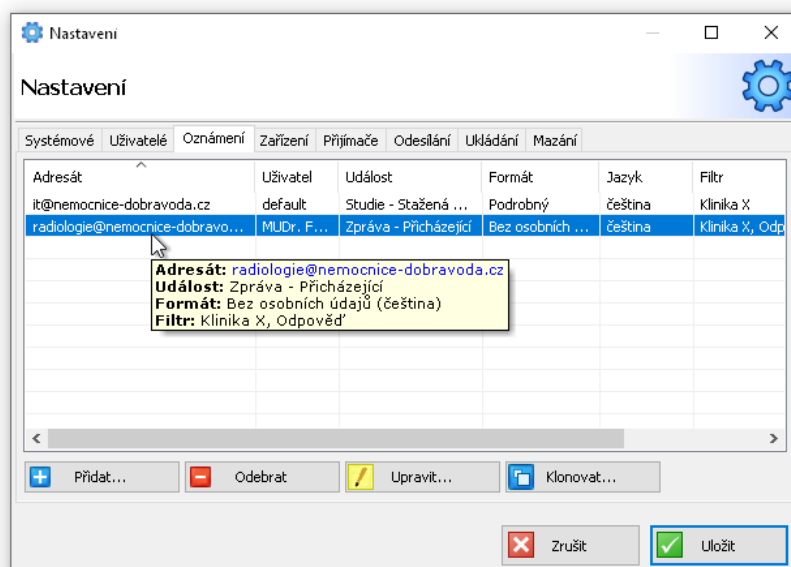 Nastavení
Nastavení
Systémové Uživatelé Oznámení Zařízení Přijímače Odesílání Ukládání Mazání
Adresát Uživatel Událost Formát Jazyk Filtr
it@nemocnice-dobravoda.cz default Studie - Stažená ... Podrobný čeština Klinika X
radiologie@nemocnice-dobravo... MUDr. F... Zpráva - Přicházející Bez osobních ... čeština Klinika X, Odp
Adresát: radiologie@nemocnice-dobravoda.cz
Událost: Zpráva - Přicházející
Formát: Bez osobních údajů (čeština)
Filtr: Klinika X, Odpověď
Přidat... Odebrat Upravit... Klonovat...
Zrušit Uložit